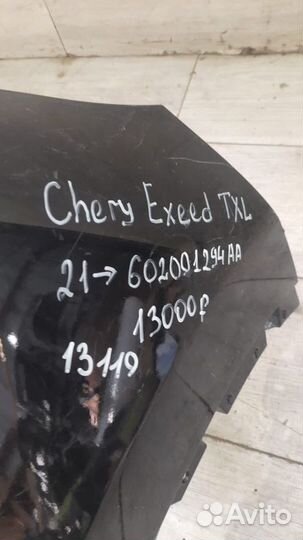 Chery Exeed TXL
21→602001294AA
13000р
13119
Avito